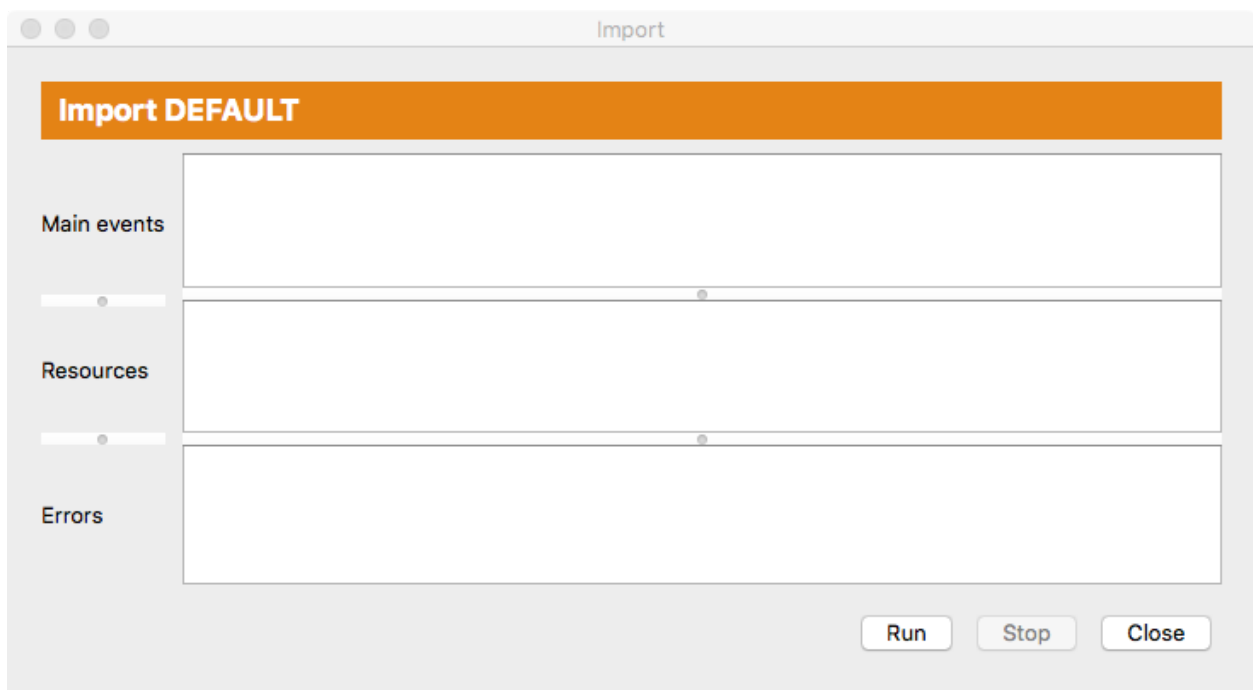 Import
Import DEFAULT
Main events
Resources
Errors
Run Stop Close